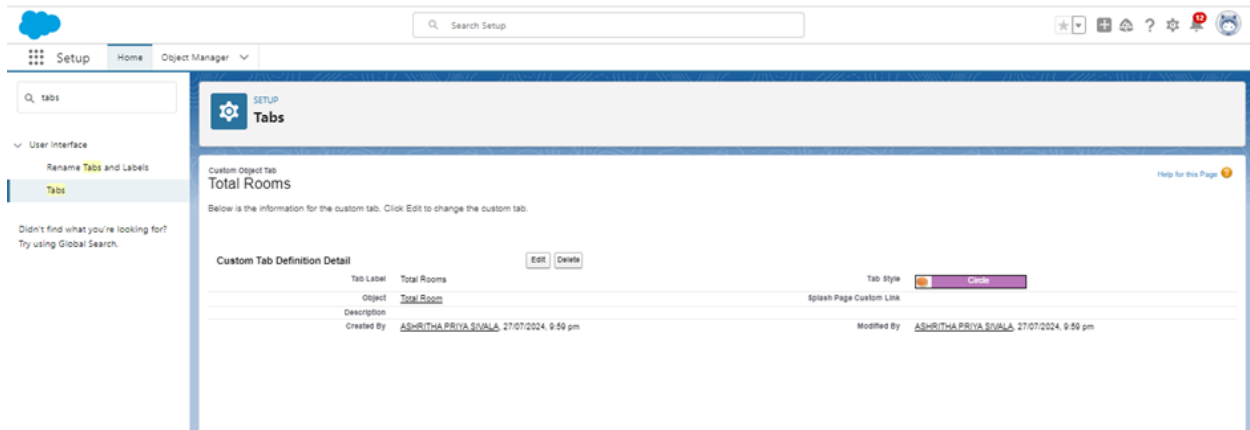 Search Setup
12
Setup Home Object Manager
tabs
User Interface
Rename Tabs and Labels
Tabs
Didn't find what you're looking for?
Try using Global Search.
SETUP
Tabs
Custom Object Tab
Total Rooms
Help for this Page
Below is the information for the custom tab. Click Edit to change the custom tab.
Custom Tab Definition Detail Edit Delete
Tab Label Total Rooms Tab Style Circle
Object Total Room Splash Page Custom Link
Description
Created By ASHRITHA PRIYA SIVALA, 27/07/2024, 9:59 pm Modified By ASHRITHA PRIYA SIVALA, 27/07/2024, 9:59 pm